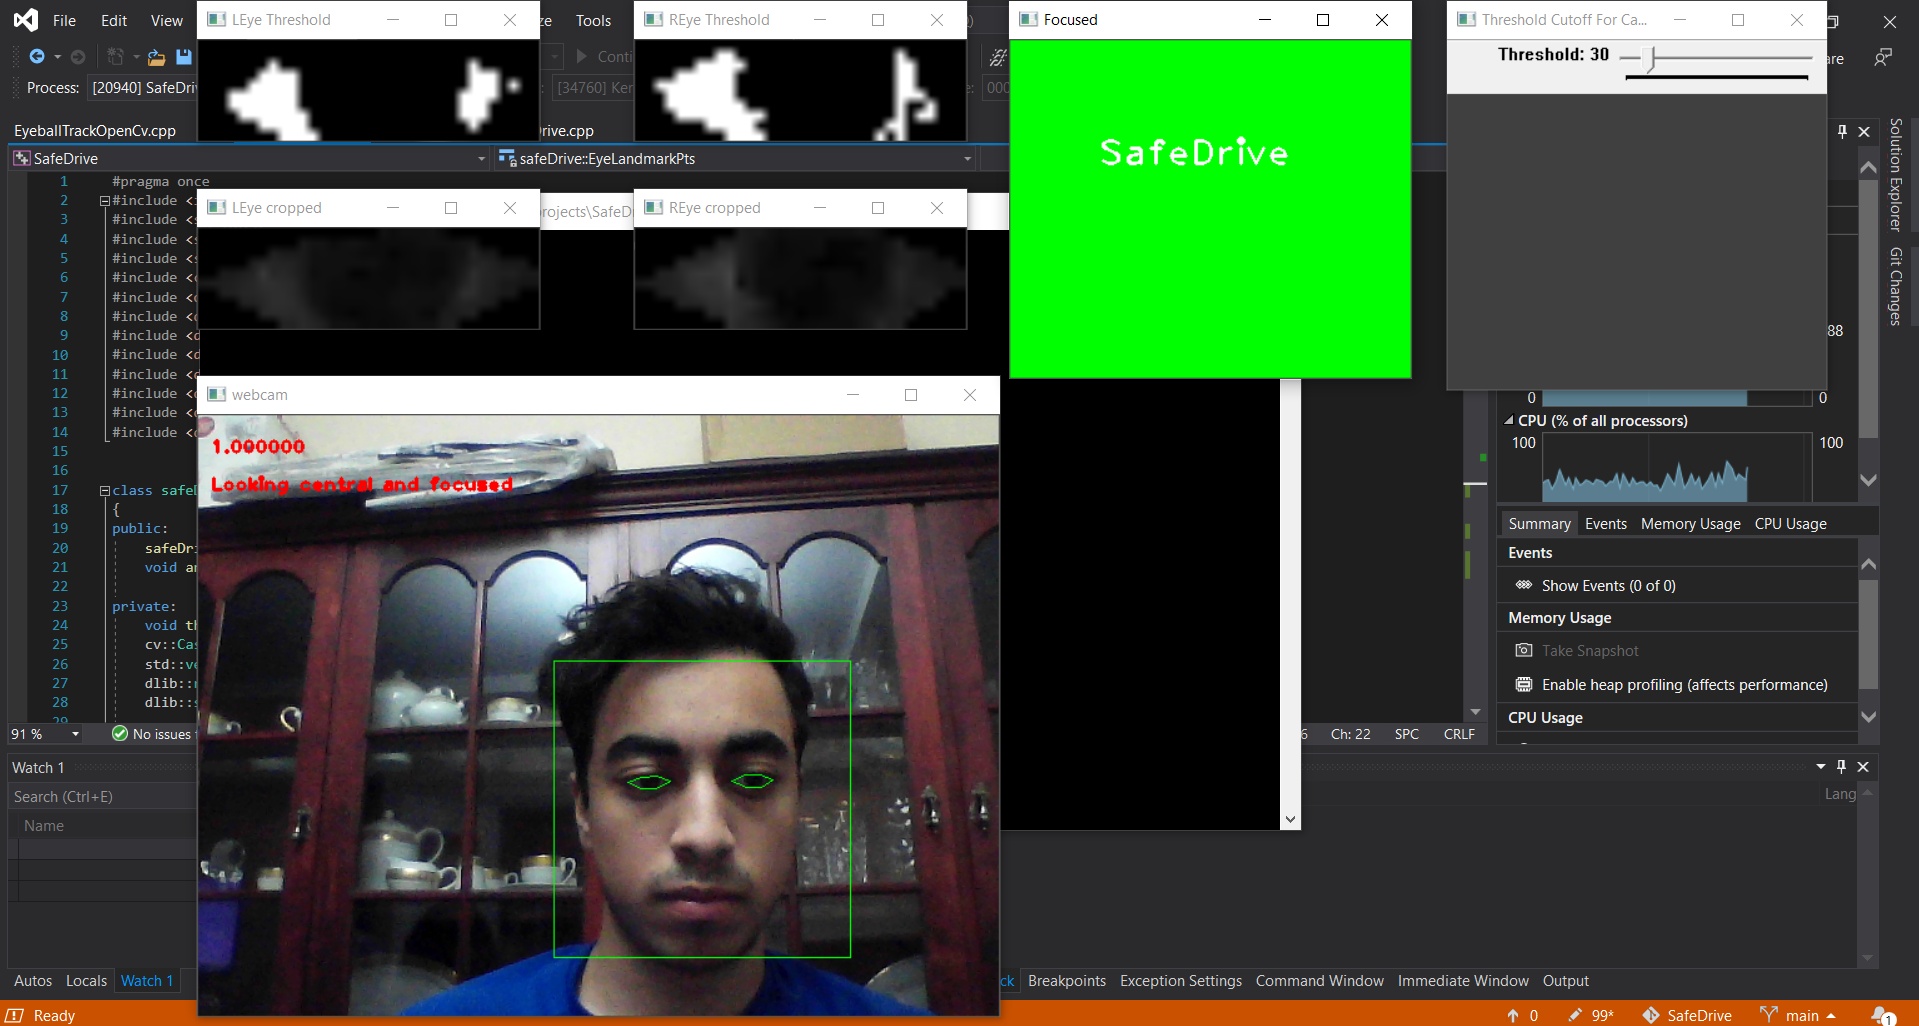 File Edit View
Tools
Process: [20940] SafeDri
[34760] Ker
000
Conti
are
EyeballTrackOpenCv.cpp
rive.cpp
SafeDrive
safeDrive::EyeLandmarkPts
LEye Threshold
REye Threshold
Focused
SafeDrive
Threshold Cutoff For Ca...
Threshold: 30
LEye cropped
rojects\SafeD
REye cropped
1 #pragma once
2 #include <
3 #include <s
4 #include <s
5 #include <s
6 #include <
7 #include <
8 #include <
9 #include <d
10 #include <d
11 #include <
12 #include <
13 #include <
14 #include <
15
16
17 class safeD
18 {
19 public:
20 safeDri
21 void an
22
23 private:
24 void th
25 cv::Cas
26 std::ve
27 dlib::
28 dlib::s
29
webcam
1.000000
Looking central and focused
Solution Explorer
Git Changes
88
0 0
CPU (% of all processors)
100 100
Summary Events Memory Usage CPU Usage
Events
Show Events (0 of 0)
Memory Usage
Take Snapshot
Enable heap profiling (affects performance)
CPU Usage
91 %
No issues
6 Ch: 22 SPC CRLF
Watch 1
Search (Ctrl+E)
Name
Lang
Autos Locals Watch 1
ck Breakpoints Exception Settings Command Window Immediate Window Output
Ready
0 99* SafeDrive main 1